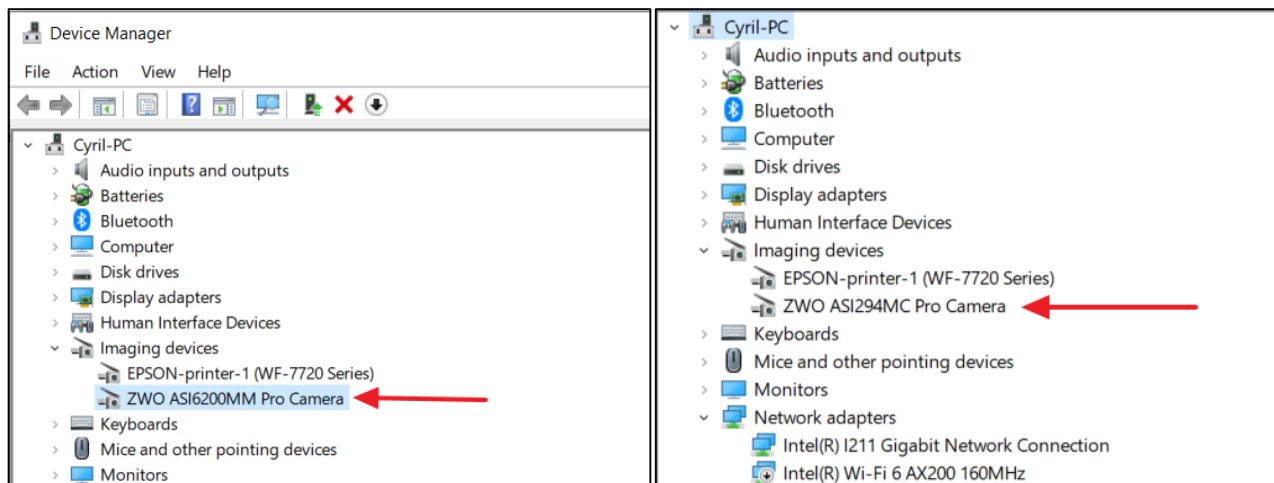 Device Manager
File Action View Help
Cyril-PC
Audio inputs and outputs
Batteries
Bluetooth
Computer
Disk drives
Display adapters
Human Interface Devices
Imaging devices
EPSON-printer-1 (WF-7720 Series)
ZWO ASI6200MM Pro Camera
Keyboards
Mice and other pointing devices
Monitors
Cyril-PC
Audio inputs and outputs
Batteries
Bluetooth
Computer
Disk drives
Display adapters
Human Interface Devices
Imaging devices
EPSON-printer-1 (WF-7720 Series)
ZWO ASI294MC Pro Camera
Keyboards
Mice and other pointing devices
Monitors
Network adapters
Intel(R) I211 Gigabit Network Connection
Intel(R) Wi-Fi 6 AX200 160MHz